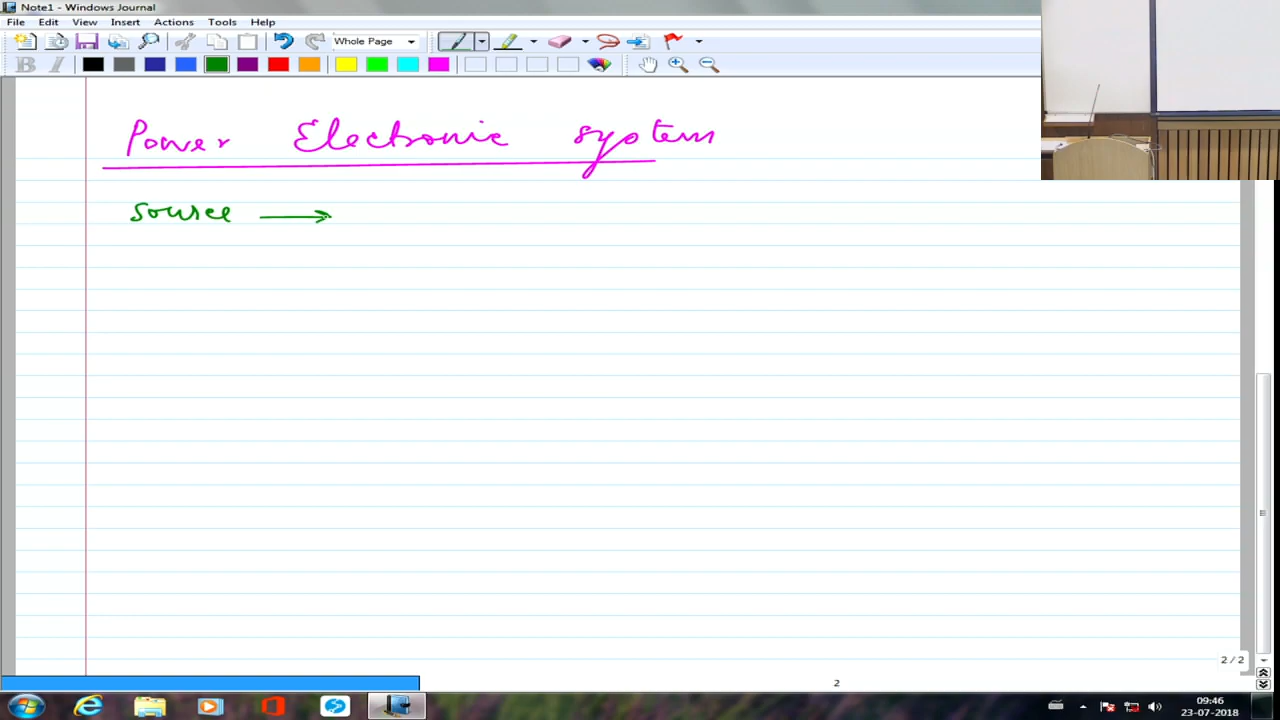 Note1 - Windows Journal
File Edit View Insert Actions Tools Help
Whole Page
B I
Power Electronic system
Source →
2 / 2
2
09:46
23-07-2018